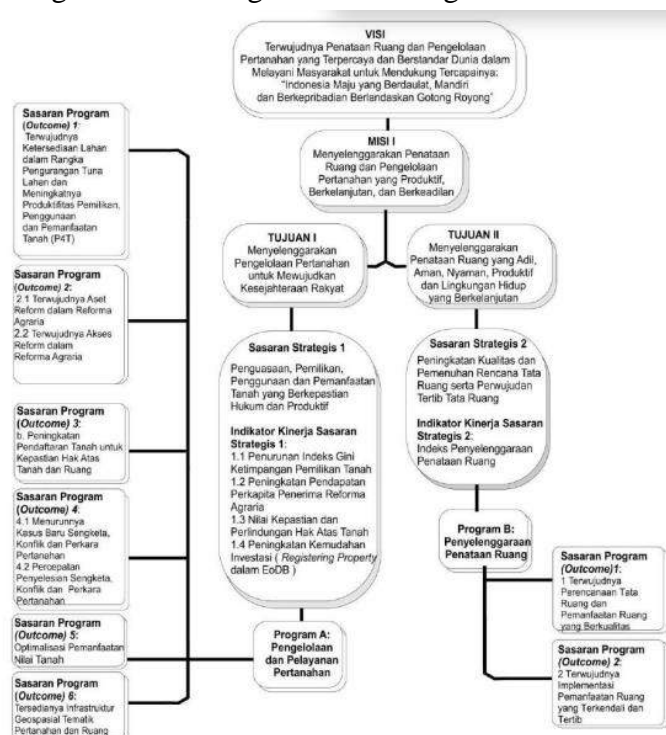 VISI
Terwujudnya Penataan Ruang dan Pengelolaan
Pertanahan yang Terpercaya dan Berstandar Dunia dalam
Melayani Masyarakat untuk Mendukung Tercapainya:
"Indonesia Maju yang Berdaulat, Mandiri
dan Berkepribadian Berlandaskan Gotong Royong"
MISI I
Menyelenggarakan Penataan
Ruang dan Pengelolaan
Pertanahan yang Produktif,
Berkelanjutan, dan Berkeadilan
TUJUAN I
Menyelenggarakan
Pengelolaan Pertanahan
untuk Mewujudkan
Kesejahteraan Rakyat
TUJUAN II
Menyelenggarakan
Penataan Ruang yang Adil,
Aman, Nyaman, Produktif
dan Lingkungan Hidup
yang Berkelanjutan
Sasaran Strategis 1
Penguasaan, Pemilikan,
Penggunaan dan Pemanfaatan
Tanah yang Berkepastian
Hukum dan Produktif
Indikator Kinerja Sasaran
Strategis 1:
1.1 Penurunan Indeks Gini
Ketimpangan Pemilikan Tanah
1.2 Peningkatan Pendapatan
Perkapita Penerima Reforma
Agraria
1.3 Nilai Kepastian dan
Perlindungan Hak Atas Tanah
1.4 Peningkatan Kemudahan
Investasi ( Registering Property
dalam EoDB )
Sasaran Strategis 2
Peningkatan Kualitas dan
Pemenuhan Rencana Tata
Ruang serta Perwujudan
Tertib Tata Ruang
Indikator Kinerja Sasaran
Strategis 2:
Indeks Penyelenggaraan
Penataan Ruang
Program A:
Pengelolaan
dan Pelayanan
Pertanahan
Program B:
Penyelenggaraan
Penataan Ruang
Sasaran Program
(Outcome) 1:
Terwujudnya
Ketersediaan Lahan
dalam Rangka
Pengurangan Tuna
Lahen dan
Meningkatnya
Produktifitas Pemilikan,
Penggunaan
dan Pemanfaatan
Tanah (P4T)
Sasaran Program
(Outcome) 2:
2.1 Terwujudnya Aset
Reform dalam Reforma
Agraria
2.2 Terwujudnya Akses
Reform dalam
Reforma Agraria
Sasaran Program
(Outcome) 3:
b. Peningkatan
Pendaftaran Tanah untuk
Kepastian Hak Atas
Tanah dan Ruang
Sasaran Program
(Outcome) 4:
4.1 Menurunnya
Kasus Baru Sengketa,
Konflik dan Perkara
Pertanahan
4.2 Percepatan
Penyelesian Sengketa,
Konflik dan Perkara
Pertanahan
Sasaran Program
(Outcome) 5:
Optimalisasi Pemanfaatan
Nilai Tanah
Sasaran Program
(Outcome) 6:
Tersedianya Infrastruktur
Geospasial Tematik
Pertanahan dan Ruang
Sasaran Program
(Outcome)1:
1 Terwujudnya
Perencanaan Tata
Ruang dan
Pemanfaatan Ruang
yang Berkualitas
Sasaran Program
(Outcome) 2:
2 Terwujudnya
Implementasi
Pemanfaatan Ruang
yang Terkendali dan
Tertib